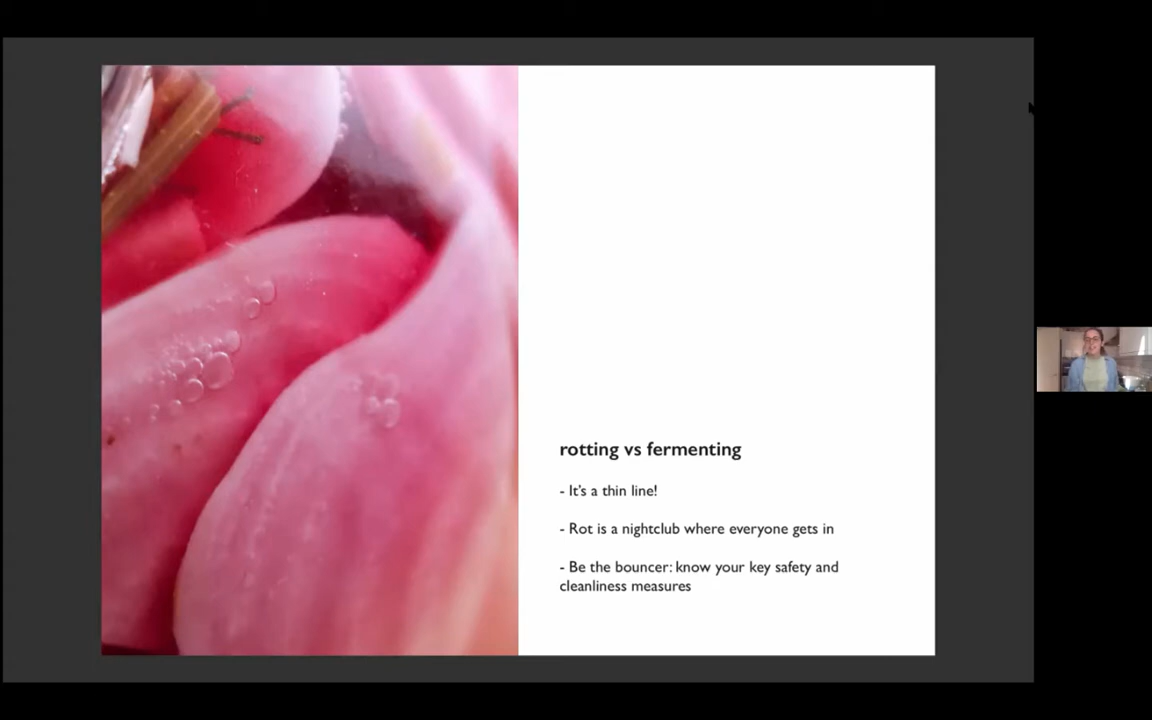 rotting vs fermenting
- It's a thin line!
- Rot is a nightclub where everyone gets in
- Be the bouncer: know your key safety and
cleanliness measures